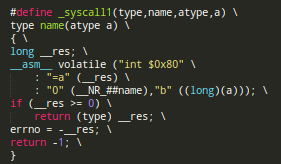 #define _syscall1(type,name,atype,a) \
type name(atype a) \
{ \
long __res; \
__asm__ volatile ("int $0x80" \
    : "=a" (__res) \
    : "0" (__NR_##name),"b" ((long)(a))); \
if (__res >= 0) \
    return (type) __res; \
errno = -__res; \
return -1; \
}